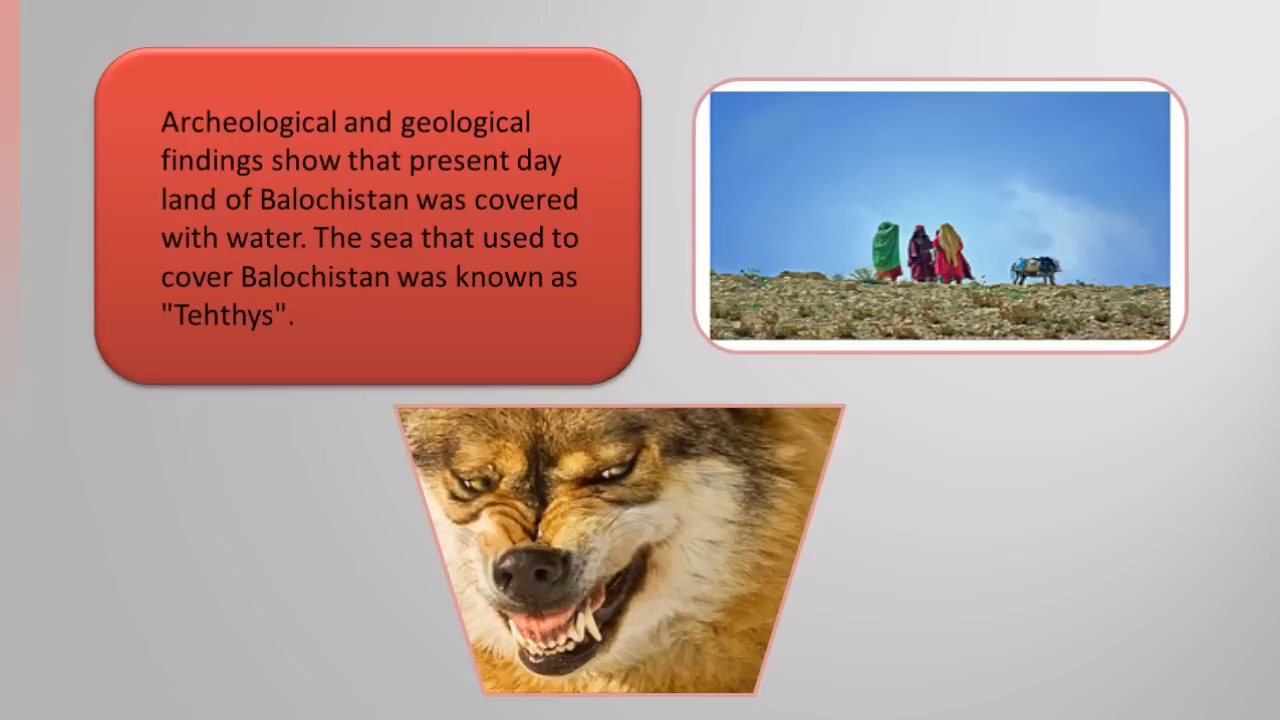 Archeological and geological
findings show that present day
land of Balochistan was covered
with water. The sea that used to
cover Balochistan was known as
"Tehthys".